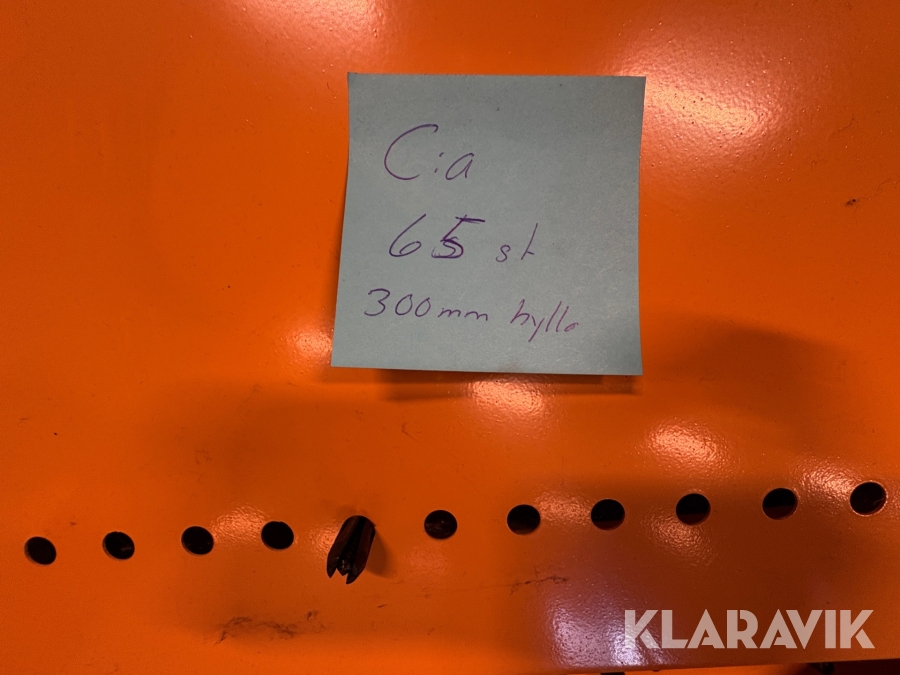 C:a
65 st
300mm hylla
KLARAVIK